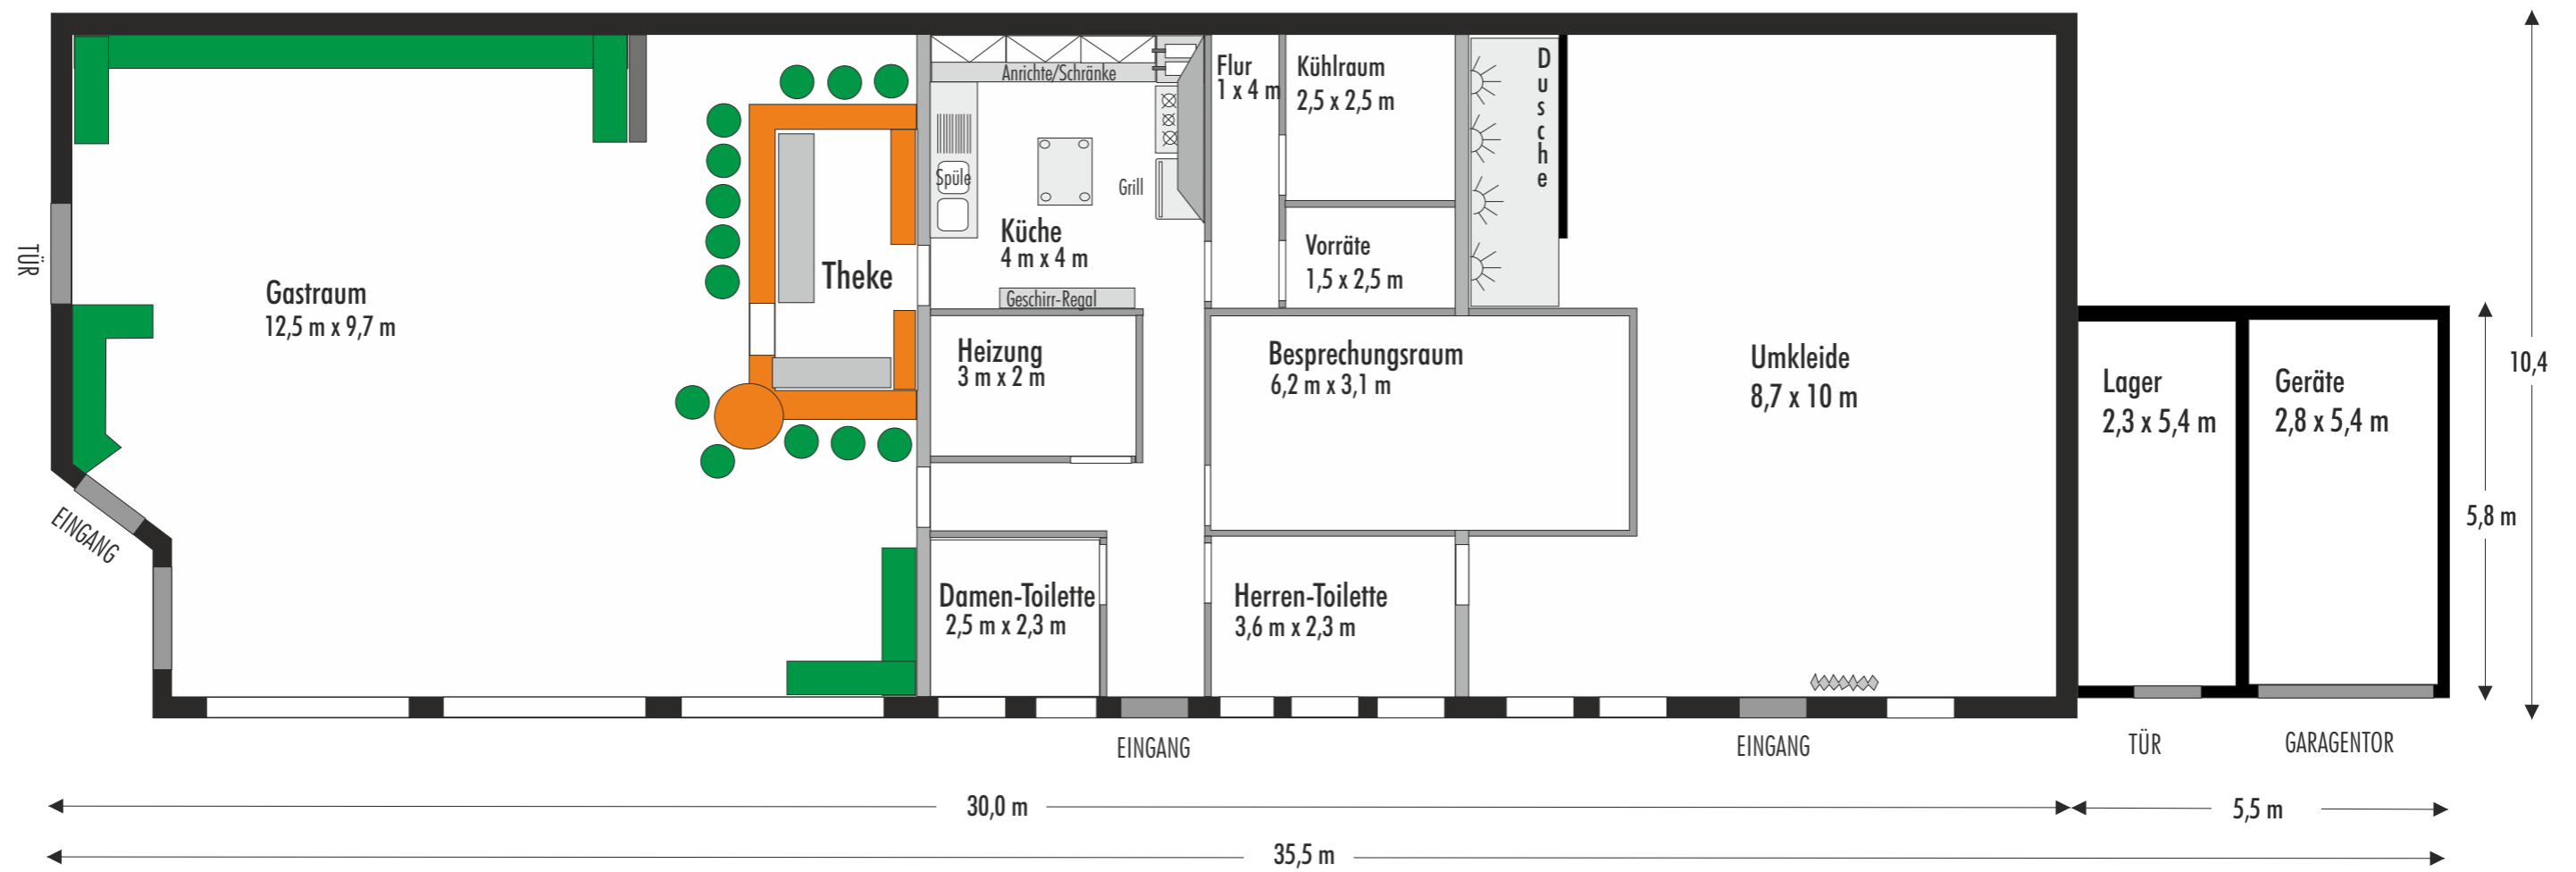 TÜR
EINGANG
Gastraum
12,5 m x 9,7 m
Theke
Anrichte/Schränke
Spüle
Grill
Küche
4 m x 4 m
Geschirr-Regal
Heizung
3 m x 2 m
Damen-Toilette
2,5 m x 2,3 m
Flur
1 x 4 m
Kühlraum
2,5 x 2,5 m
Vorräte
1,5 x 2,5 m
Besprechungsraum
6,2 m x 3,1 m
Herren-Toilette
3,6 m x 2,3 m
Dusche
Umkleide
8,7 x 10 m
Lager
2,3 x 5,4 m
Geräte
2,8 x 5,4 m
10,4
5,8 m
EINGANG
EINGANG
TÜR
GARAGENTOR
30,0 m
5,5 m
35,5 m